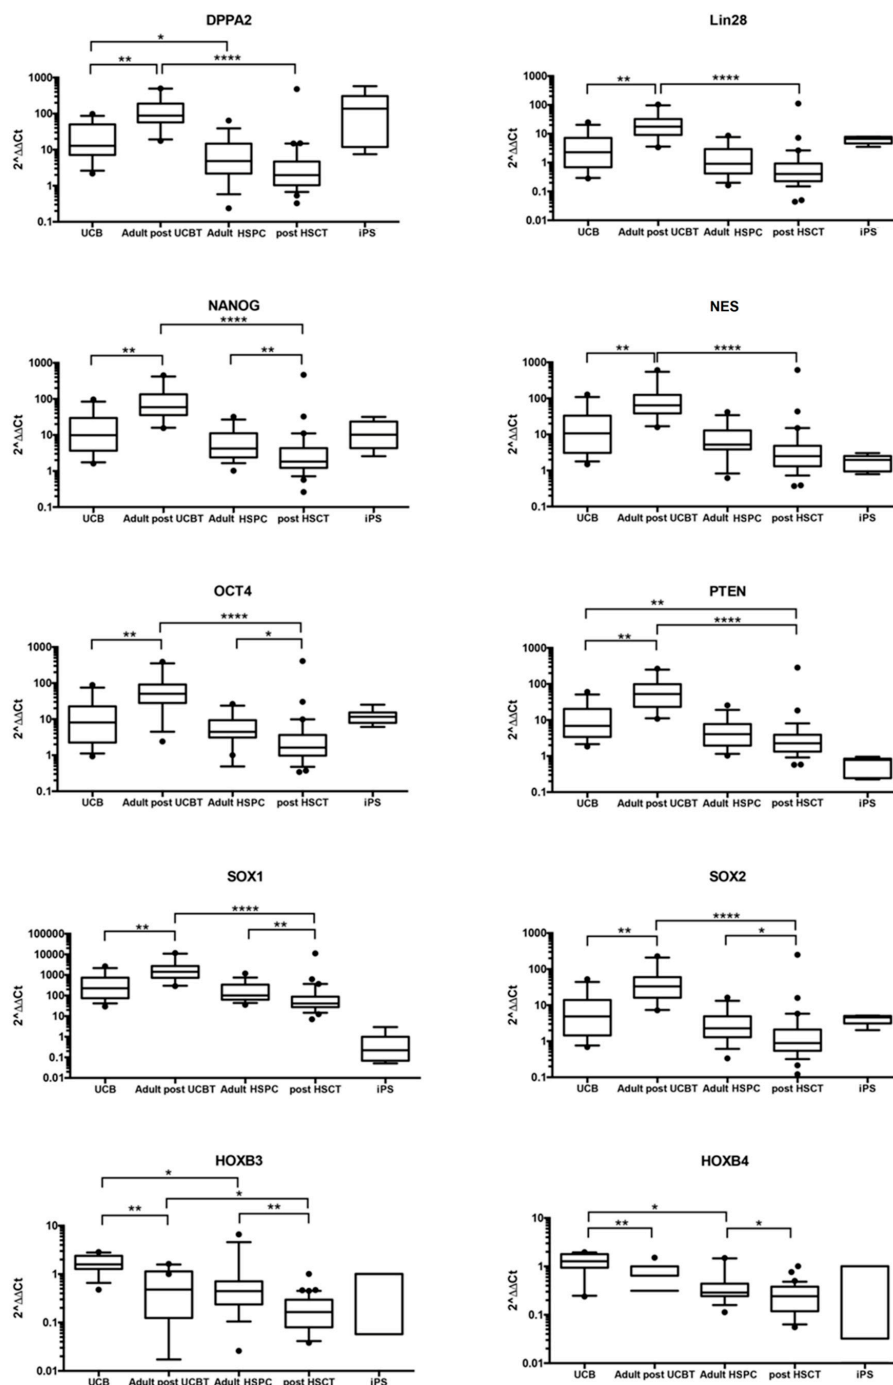 DPPA2
*
**
****
2^ΔΔCt
1000
100
10
1
0.1
UCB
Adult post UCBT
Adult HSPC
post HSCT
iPS
Lin28
**
****
2^ΔΔCt
1000
100
10
1
0.1
0.01
UCB
Adult post UCBT
Adult HSPC
post HSCT
iPS
NANOG
****
**
**
2^ΔΔCt
1000
100
10
1
0.1
UCB
Adult post UCBT
Adult HSPC
post HSCT
iPS
NES
**
****
2^ΔΔCt
1000
100
10
1
0.1
UCB
Adult post UCBT
Adult HSPC
post HSCT
iPS
OCT4
****
**
*
2^ΔΔCt
1000
100
10
1
0.1
UCB
Adult post UCBT
Adult HSPC
post HSCT
iPS
PTEN
**
****
**
2^ΔΔCt
1000
100
10
1
0.1
UCB
Adult post UCBT
Adult HSPC
post HSCT
iPS
SOX1
****
**
**
2^ΔΔCt
100000
10000
1000
100
10
1
0.1
0.01
UCB
Adult post UCBT
Adult HSPC
post HSCT
iPS
SOX2
****
**
*
2^ΔΔCt
1000
100
10
1
0.1
UCB
Adult post UCBT
Adult HSPC
post HSCT
iPS
HOXB3
*
*
**
**
2^ΔΔCt
10
1
0.1
0.01
UCB
Adult post UCBT
Adult HSPC
post HSCT
iPS
HOXB4
*
**
*
2^ΔΔCt
10
1
0.1
0.01
UCB
Adult post UCBT
Adult HSPC
post HSCT
iPS